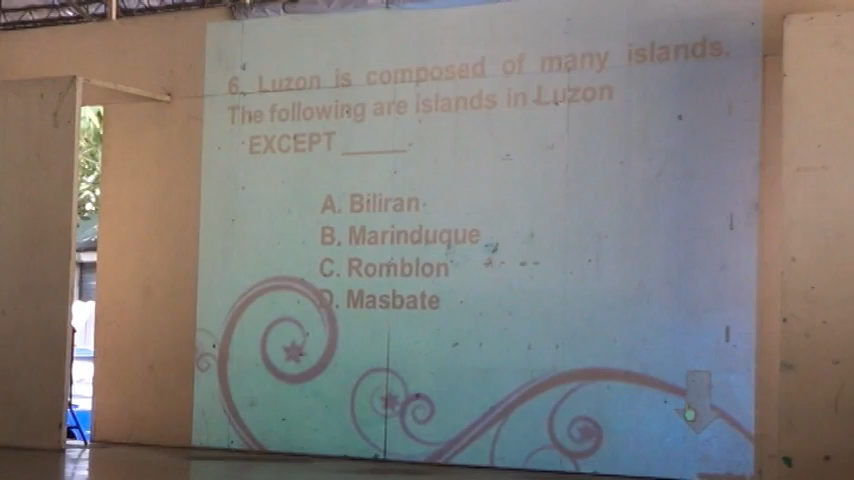 6. Luzon is composed of many islands.
The following are islands in Luzon
EXCEPT ______.
A. Biliran
B. Marinduque
C. Romblon
D. Masbate